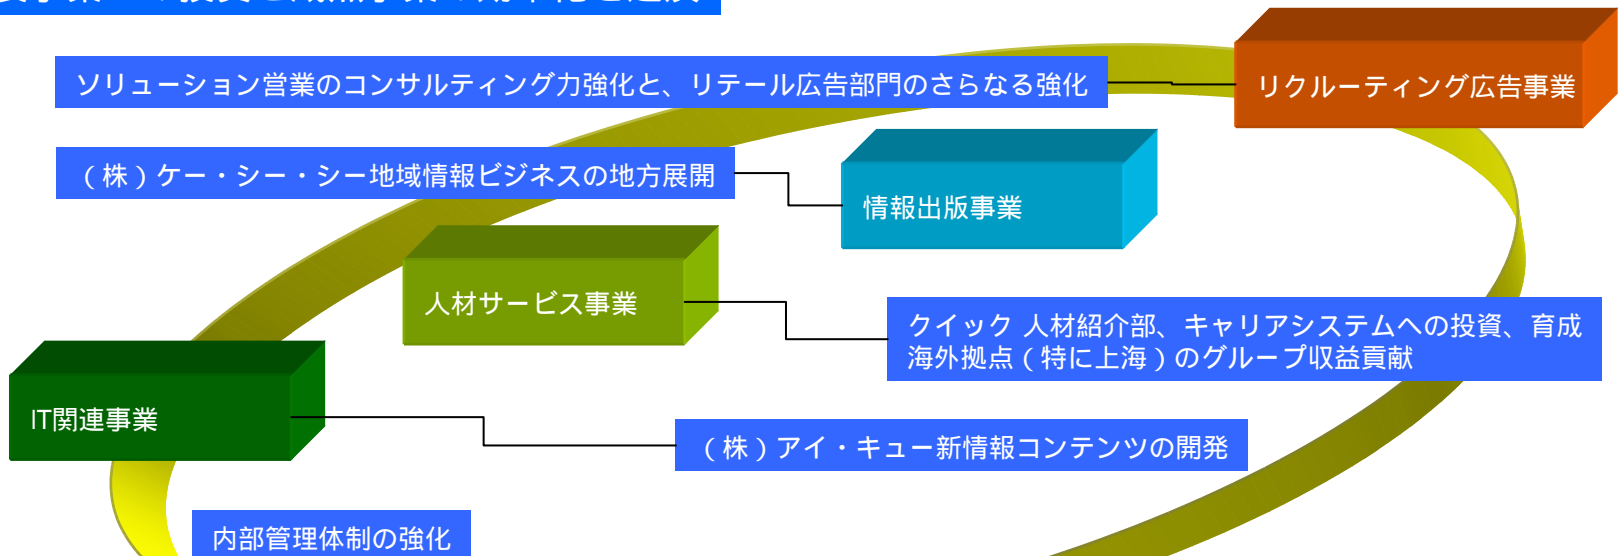 ソリューション営業のコンサルティング力強化と、リテール広告部門のさらなる強化
リクルーティング広告事業
（株）ケー・シー・シー地域情報ビジネスの地方展開
情報出版事業
人材サービス事業
クイック 人材紹介部、キャリアシステムへの投資、育成
海外拠点（特に上海）のグループ収益貢献
IT関連事業
（株）アイ・キュー新情報コンテンツの開発
内部管理体制の強化